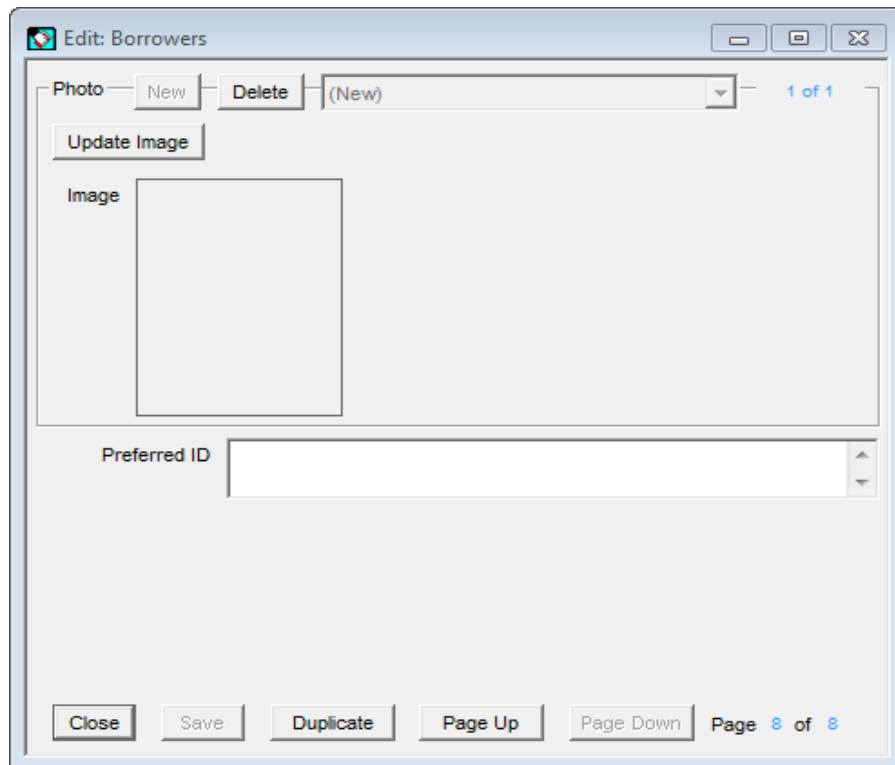 Edit: Borrowers
Photo New Delete (New) 1 of 1
Update Image
Image
Preferred ID
Close Save Duplicate Page Up Page Down Page 8 of 8